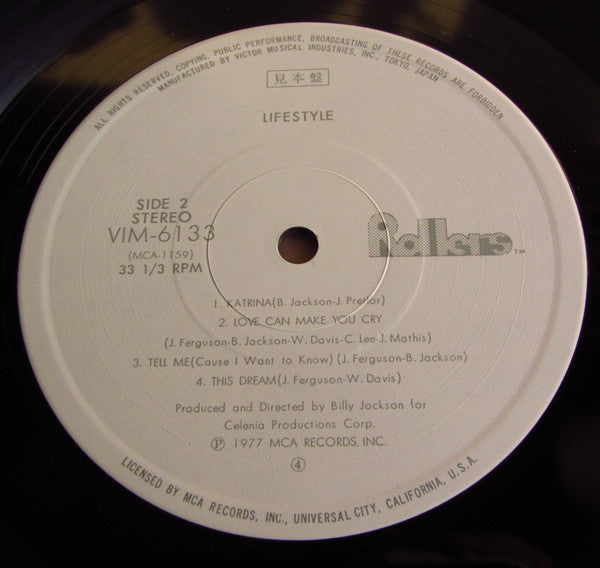 ALL RIGHTS RESERVED, COPYING, PUBLIC PERFORMANCE, BROADCASTING OF THESE RECORDS ARE FORBIDDEN
MANUFACTURED BY VICTOR MUSICAL INDUSTRIES, INC., TOKYO, JAPAN
見本盤
LIFESTYLE
SIDE 2
STEREO
VIM-6133
(MCA-1159)
33 1/3 RPM
Rollers TM
1. KATRINA(B. Jackson-J. Pretlor)
2. LOVE CAN MAKE YOU CRY
(J. Ferguson-B. Jackson-W. Davis-C. Lee-J. Mathis)
3. TELL ME(Cause I Want to Know)(J. Ferguson-B. Jackson)
4. THIS DREAM(J. Ferguson-W. Davis)
Produced and Directed by Billy Jackson for
Celenia Productions Corp.
Ⓟ 1977 MCA RECORDS, INC.
④
LICENSED BY MCA RECORDS, INC., UNIVERSAL CITY, CALIFORNIA, U.S.A.